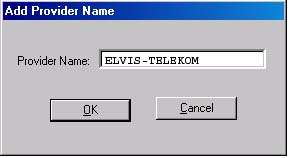 Add Provider Name
Provider Name: ELVIS-TELEKOM
OK Cancel